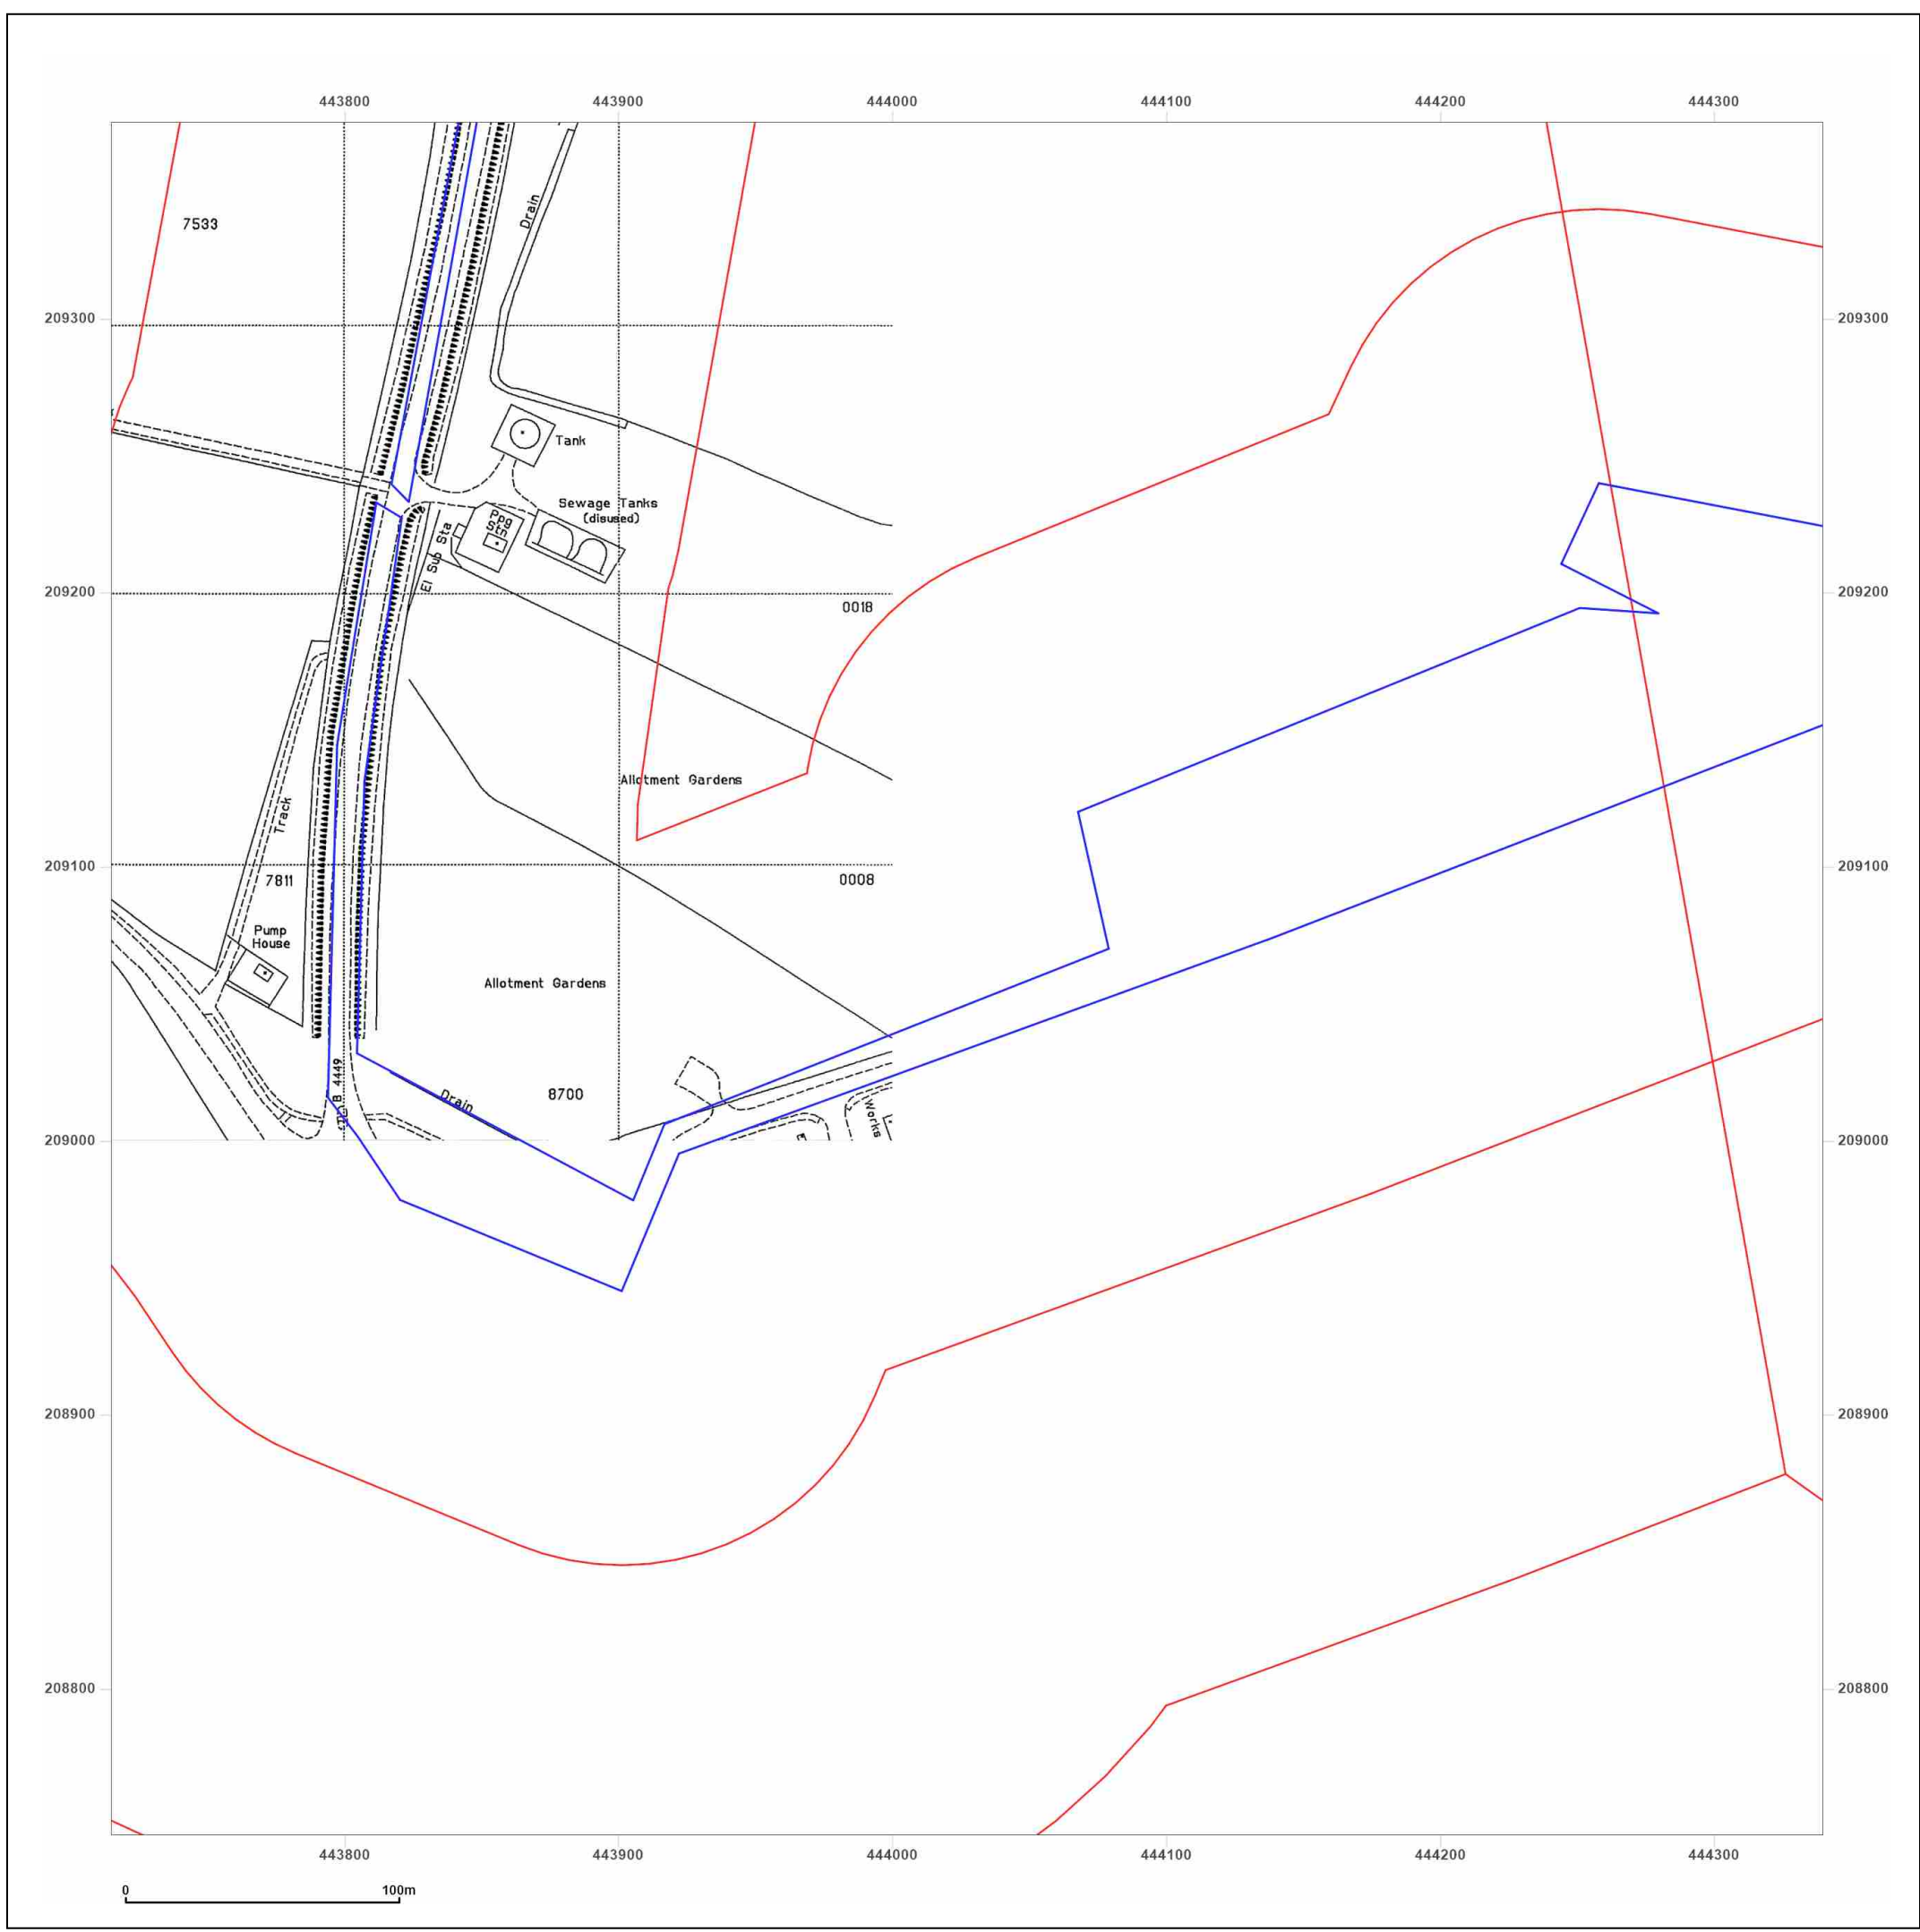 443800 443900 444000 444100 444200 444300
7533
Drain
209300 209300
Tank
Sewage Tanks
(disused)
Ppg
Stn
El Sub Sta
209200 209200
0018
Allotment Gardens
Track
209100 209100
7811
0008
Pump
House
Allotment Gardens
B 4449
Drain
8700
Works
209000 209000
208900 208900
208800 208800
443800 443900 444000 444100 444200 444300
0 100m